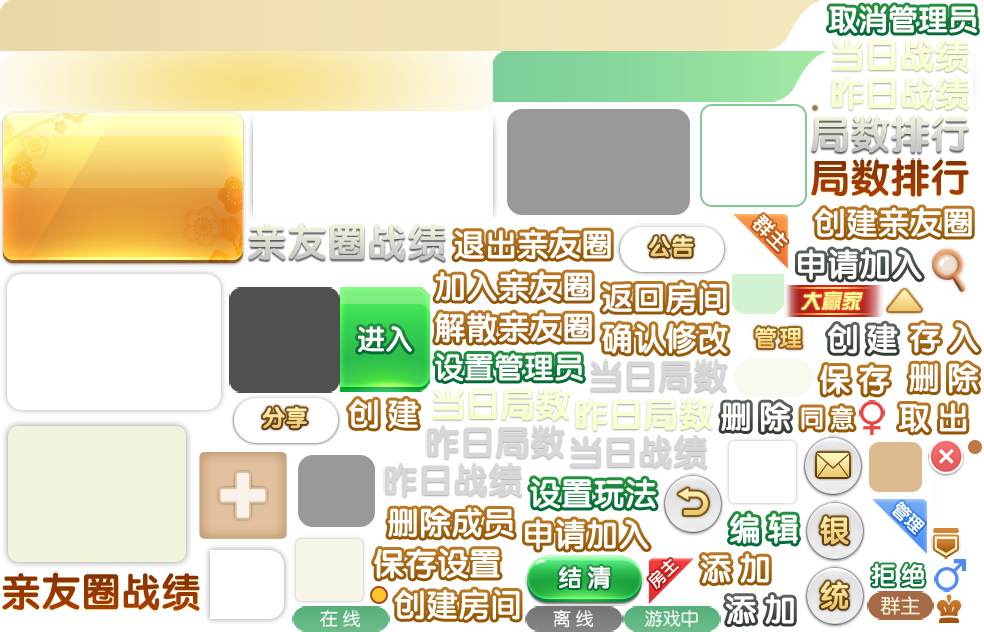 取消管理员
当日战绩
昨日战绩
局数排行
局数排行
群主
创建亲友圈
亲友圈战绩
退出亲友圈
公告
申请加入
加入亲友圈
返回房间
大赢家
进入
解散亲友圈
确认修改
管理
创建
存入
设置管理员
当日局数
保存
删除
分享
创建
当日局数
昨日局数
删除
同意
取出
昨日局数
当日战绩
昨日战绩
设置玩法
删除成员
申请加入
编辑
银
管理
保存设置
结清
房主
添加
拒绝
亲友圈战绩
创建房间
添加
统
群主
在线
离线
游戏中